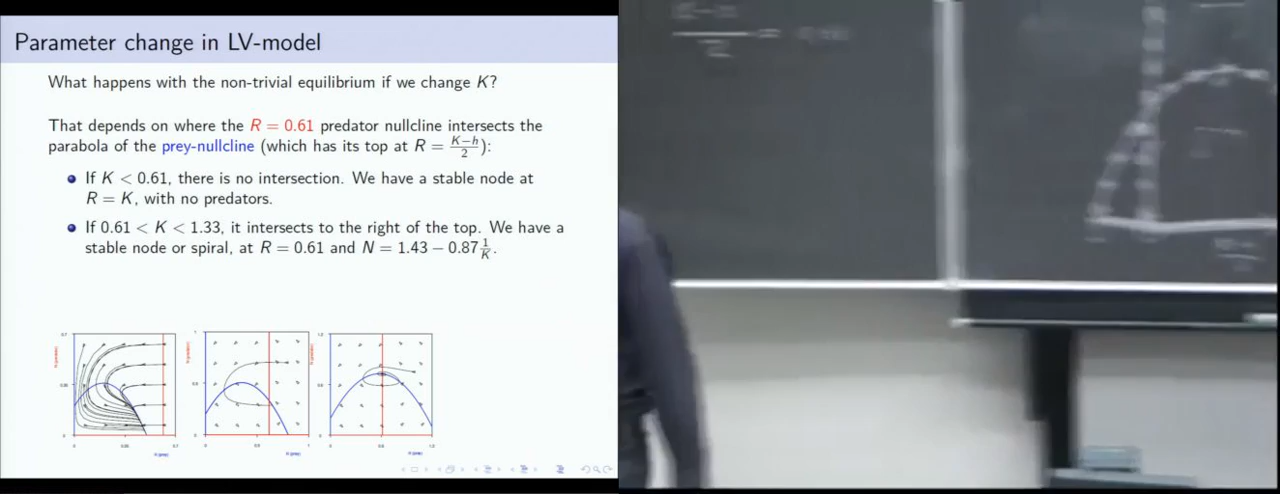 Parameter change in LV-model
What happens with the non-trivial equilibrium if we change K?
That depends on where the R = 0.61 predator nullcline intersects the
parabola of the prey-nullcline (which has its top at R = \frac{K-h}{2}):
If K < 0.61, there is no intersection. We have a stable node at
R = K, with no predators.
If 0.61 < K < 1.33, it intersects to the right of the top. We have a
stable node or spiral, at R = 0.61 and N = 1.43 − 0.87\frac{1}{K}.